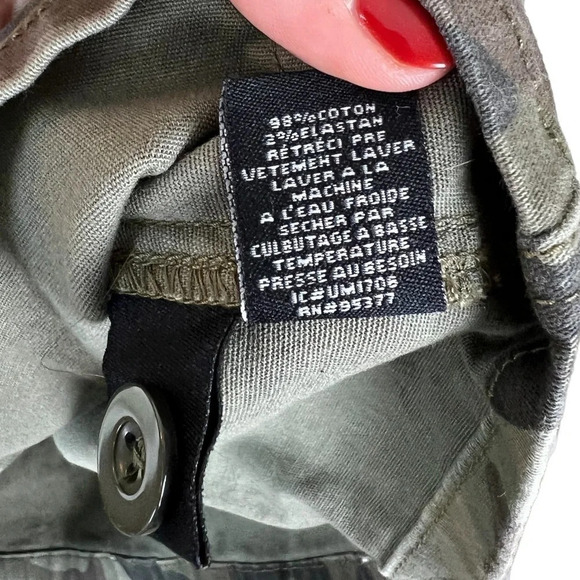 98%COTON
2%ELASTAN
RÉTRÉCI PRE
VETEMENT LAVER
LAVER A LA
MACHINE
A L'EAU FROIDE
SECHER PAR
CULBUTAGE A BASSE
TEMPERATURE
PRESSE AU BESOIN
IC#UM1706
RN#95377